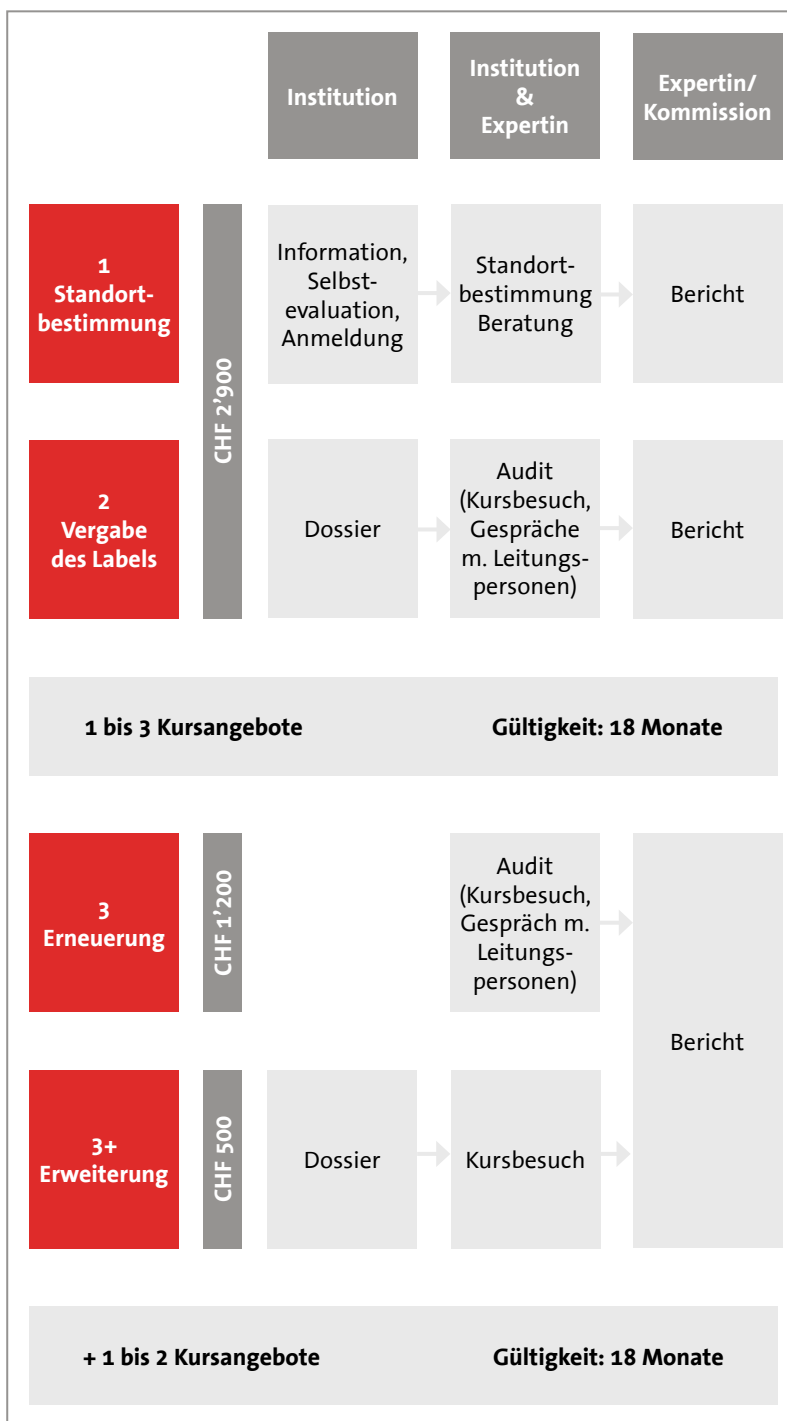 Institution
Institution
&
Expertin
Expertin/
Kommission
1
Standort-
bestimmung
CHF 2’900
Information,
Selbst-
evaluation,
Anmeldung
Standort-
bestimmung
Beratung
Bericht
2
Vergabe
des Labels
Dossier
Audit
(Kursbesuch,
Gespräche
m. Leitungs-
personen)
Bericht
1 bis 3 Kursangebote
Gültigkeit: 18 Monate
3
Erneuerung
CHF 1’200
Audit
(Kursbesuch,
Gespräch m.
Leitungs-
personen)
Bericht
3+
Erweiterung
CHF 500
Dossier
Kursbesuch
+ 1 bis 2 Kursangebote
Gültigkeit: 18 Monate